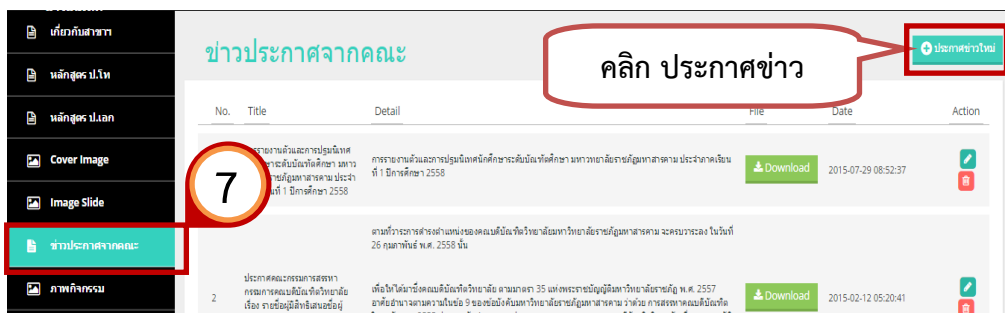 เกี่ยวกับสาขาฯ
หลักสูตร ป.โท
หลักสูตร ป.เอก
Cover Image
Image Slide
ข่าวประกาศจากคณะ
ภาพกิจกรรม
7
ข่าวประกาศจากคณะ
คลิก ประกาศข่าว
ประกาศข่าวใหม่
No. Title Detail File Date Action
การรายงานตัวและการปฐมนิเทศนักศึกษาระดับบัณฑิตศึกษา มหาวิทยาลัยราชภัฏมหาสารคาม ประจำภาคเรียน
ที่ 1 ปีการศึกษา 2558
Download
2015-07-29 08:52:37
2
ประกาศคณะกรรมการสรรหา
กรรมการคณบดีบัณฑิตวิทยาลัย
เรื่อง รายชื่อผู้มีสิทธิเสนอชื่อผู้
ตามที่วาระการดำรงตำแหน่งของคณบดีบัณฑิตวิทยาลัยมหาวิทยาลัยราชภัฏมหาสารคาม จะครบวาระลง ในวันที่
26 กุมภาพันธ์ พ.ศ. 2558 นั้น
เพื่อให้ได้มาซึ่งคณบดีบัณฑิตวิทยาลัย ตามมาตรา 35 แห่งพระราชบัญญัติมหาวิทยาลัยราชภัฏ พ.ศ. 2557
อาศัยอำนาจตามความในข้อ 9 ของข้อบังคับมหาวิทยาลัยราชภัฏมหาสารคาม ว่าด้วย การสรรหาคณบดีบัณฑิต
Download
2015-02-12 05:20:41